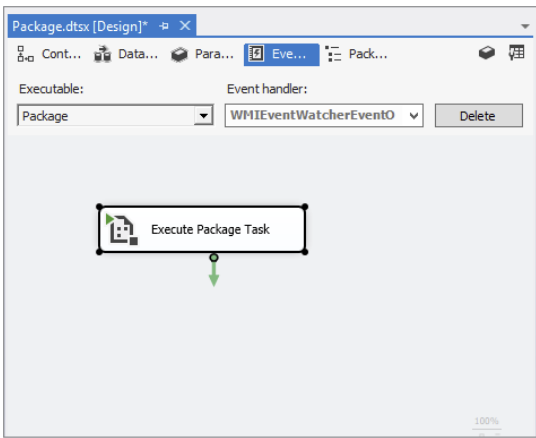 Package.dtsx [Design]*
Cont... Data... Para... Eve... Pack...
Executable: Event handler:
Package WMIEventWatcherEventO Delete
Execute Package Task
100%